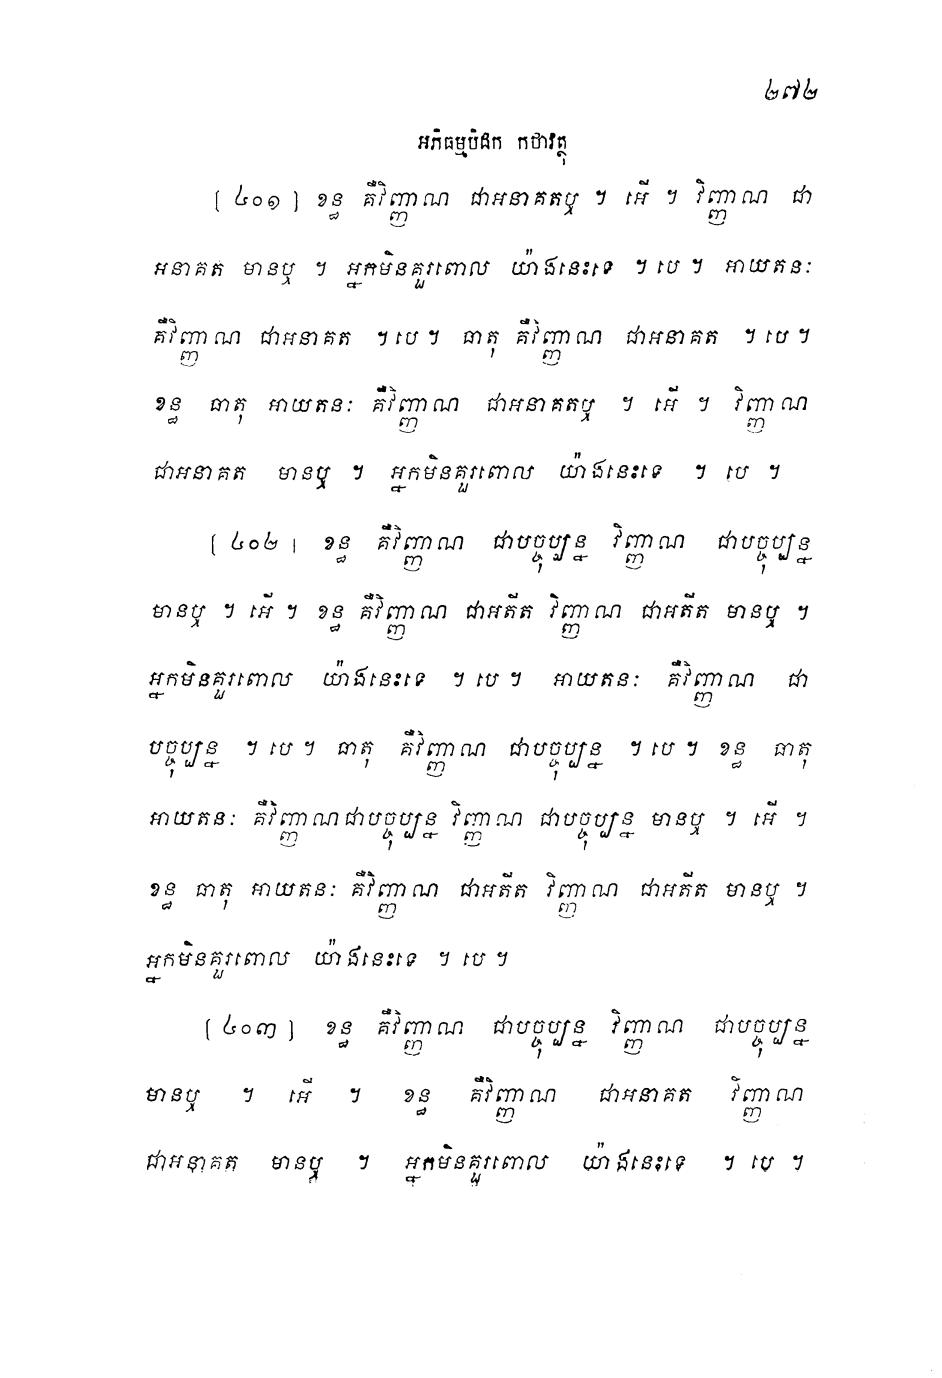 ២៧២
អភិធម្មបិដក កថាវត្ថុ
[ ៤០១ ] ខន្ធ គឺវិញ្ញាណ ជាអនាគតឬ ។ អើ ។ វិញ្ញាណ ជា
អនាគត មានឬ ។ អ្នកមិនគួរពោល យ៉ាងនេះទេ ។ បេ ។ អាយតនៈ
គឺវិញ្ញាណ ជាអនាគត ។ បេ ។ ធាតុ គឺវិញ្ញាណ ជាអនាគត ។ បេ ។
ខន្ធ ធាតុ អាយតនៈ គឺវិញ្ញាណ ជាអនាគតឬ ។ អើ ។ វិញ្ញាណ
ជាអនាគត មានឬ ។ អ្នកមិនគួរពោល យ៉ាងនេះទេ ។ បេ ។
[ ៤០២ ] ខន្ធ គឺវិញ្ញាណ ជាបច្ចុប្បន្ន វិញ្ញាណ ជាបច្ចុប្បន្ន
មានឬ ។ អើ ។ ខន្ធ គឺវិញ្ញាណ ជាអតីត វិញ្ញាណ ជាអតីត មានឬ ។
អ្នកមិនគួរពោល យ៉ាងនេះទេ ។ បេ ។ អាយតនៈ គឺវិញ្ញាណ ជា
បច្ចុប្បន្ន ។ បេ ។ ធាតុ គឺវិញ្ញាណ ជាបច្ចុប្បន្ន ។ បេ ។ ខន្ធ ធាតុ
អាយតនៈ គឺវិញ្ញាណជាបច្ចុប្បន្ន វិញ្ញាណ ជាបច្ចុប្បន្ន មានឬ ។ អើ ។
ខន្ធ ធាតុ អាយតនៈ គឺវិញ្ញាណ ជាអតីត វិញ្ញាណ ជាអតីត មានឬ ។
អ្នកមិនគួរពោល យ៉ាងនេះទេ ។ បេ ។
[ ៤០៣ ] ខន្ធ គឺវិញ្ញាណ ជាបច្ចុប្បន្ន វិញ្ញាណ ជាបច្ចុប្បន្ន
មានឬ ។ អើ ។ ខន្ធ គឺវិញ្ញាណ ជាអនាគត វិញ្ញាណ
ជាអនាគត មានឬ ។ អ្នកមិនគួរពោល យ៉ាងនេះទេ ។ បេ ។